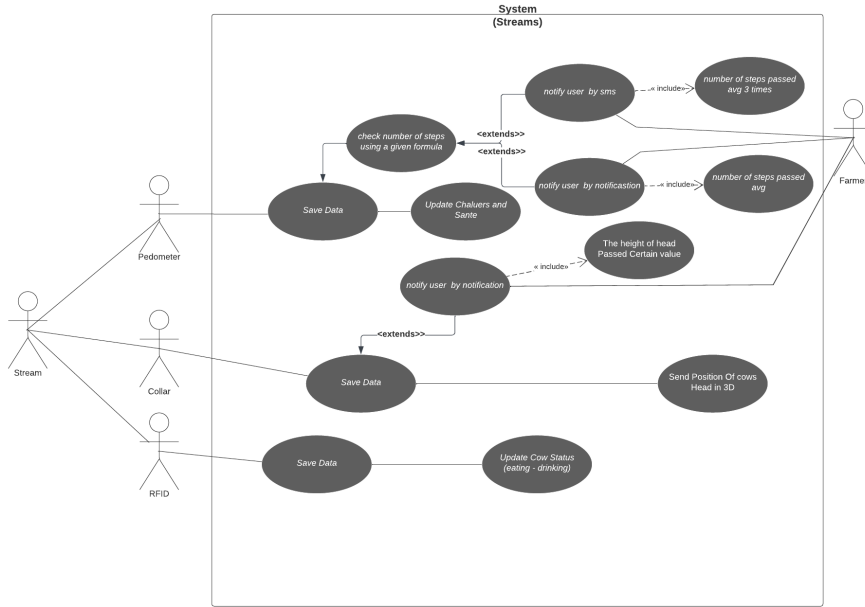 System
(Streams)
notify user by sms
« include»
number of steps passed
avg 3 times
check number of steps
using a given formula
<extends>>
<extends>>
notify user by notificastion
« include»
number of steps passed
avg
Farme
Save Data
Update Chaluers and
Sante
Pedometer
The height of head
Passed Certain value
« include»
notify user by notification
<extends>>
Stream
Collar
Save Data
Send Position Of cows
Head in 3D
Save Data
Update Cow Status
(eating - drinking)
RFID